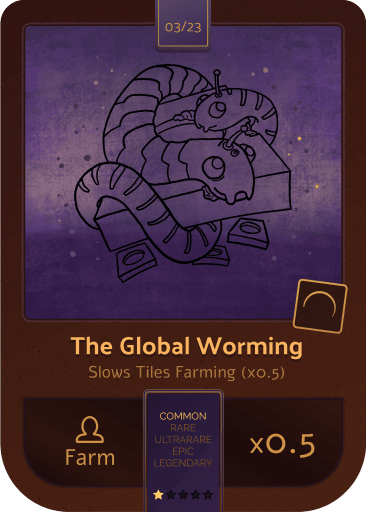 03/23
The Global Worming
Slows Tiles Farming (x0.5)
Farm
COMMON
RARE
ULTRARARE
EPIC
LEGENDARY
x0.5